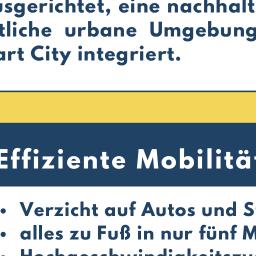 usgerichtet, eine nachhalt
tliche urbane Umgebung
art City integriert.
Effiziente Mobilitä
• Verzicht auf Autos und S
• alles zu Fuß in nur fünf M
• Hochgeschwindigkeitszu